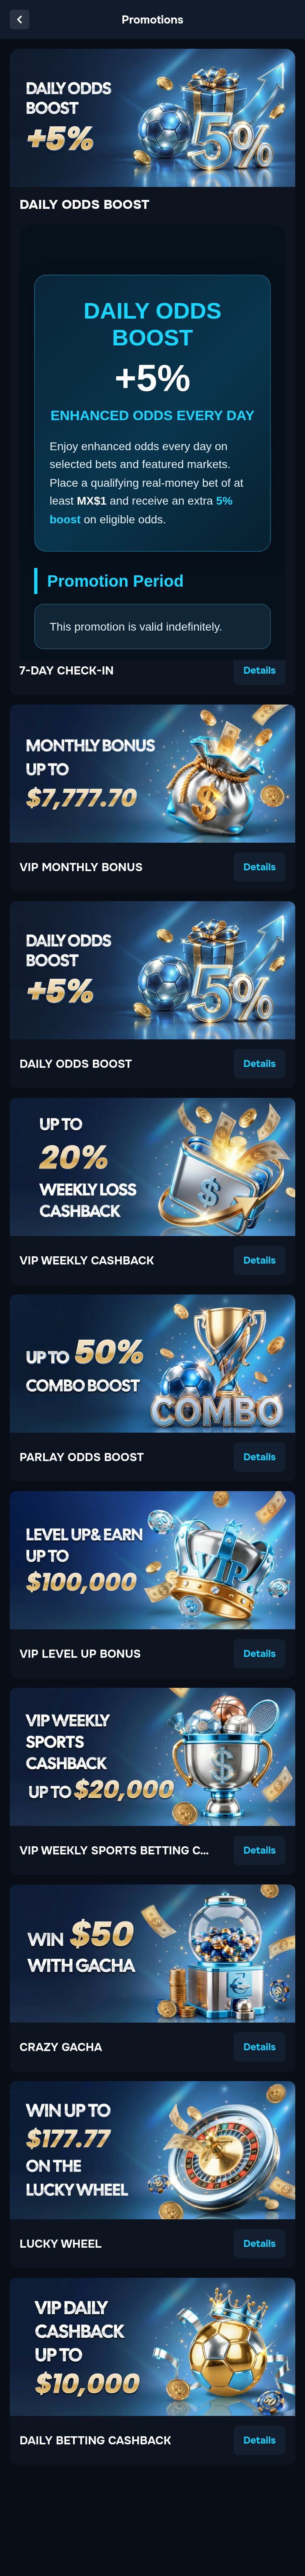 Promotions
DAILY ODDS
BOOST
+5%
5%
DAILY ODDS BOOST
DAILY ODDS
BOOST
+5%
ENHANCED ODDS EVERY DAY
Enjoy enhanced odds every day on
selected bets and featured markets.
Place a qualifying real-money bet of at
least MX$1 and receive an extra 5%
boost on eligible odds.
Promotion Period
This promotion is valid indefinitely.
7-DAY CHECK-IN
Details
MONTHLY BONUS
UP TO
$7,777.70
$
VIP MONTHLY BONUS
Details
DAILY ODDS
BOOST
+5%
5%
DAILY ODDS BOOST
Details
UP TO
20%
WEEKLY LOSS
CASHBACK
$
VIP WEEKLY CASHBACK
Details
UP TO 50%
COMBO BOOST
COMBO
PARLAY ODDS BOOST
Details
LEVEL UP& EARN
UP TO
$100,000
VIP
VIP LEVEL UP BONUS
Details
VIP WEEKLY
SPORTS
CASHBACK
UP TO $20,000
$
VIP WEEKLY SPORTS BETTING C...
Details
WIN $50
WITH GACHA
CRAZY GACHA
Details
WIN UP TO
$177.77
ON THE
LUCKY WHEEL
LUCKY WHEEL
Details
VIP DAILY
CASHBACK
UP TO
$10,000
DAILY BETTING CASHBACK
Details